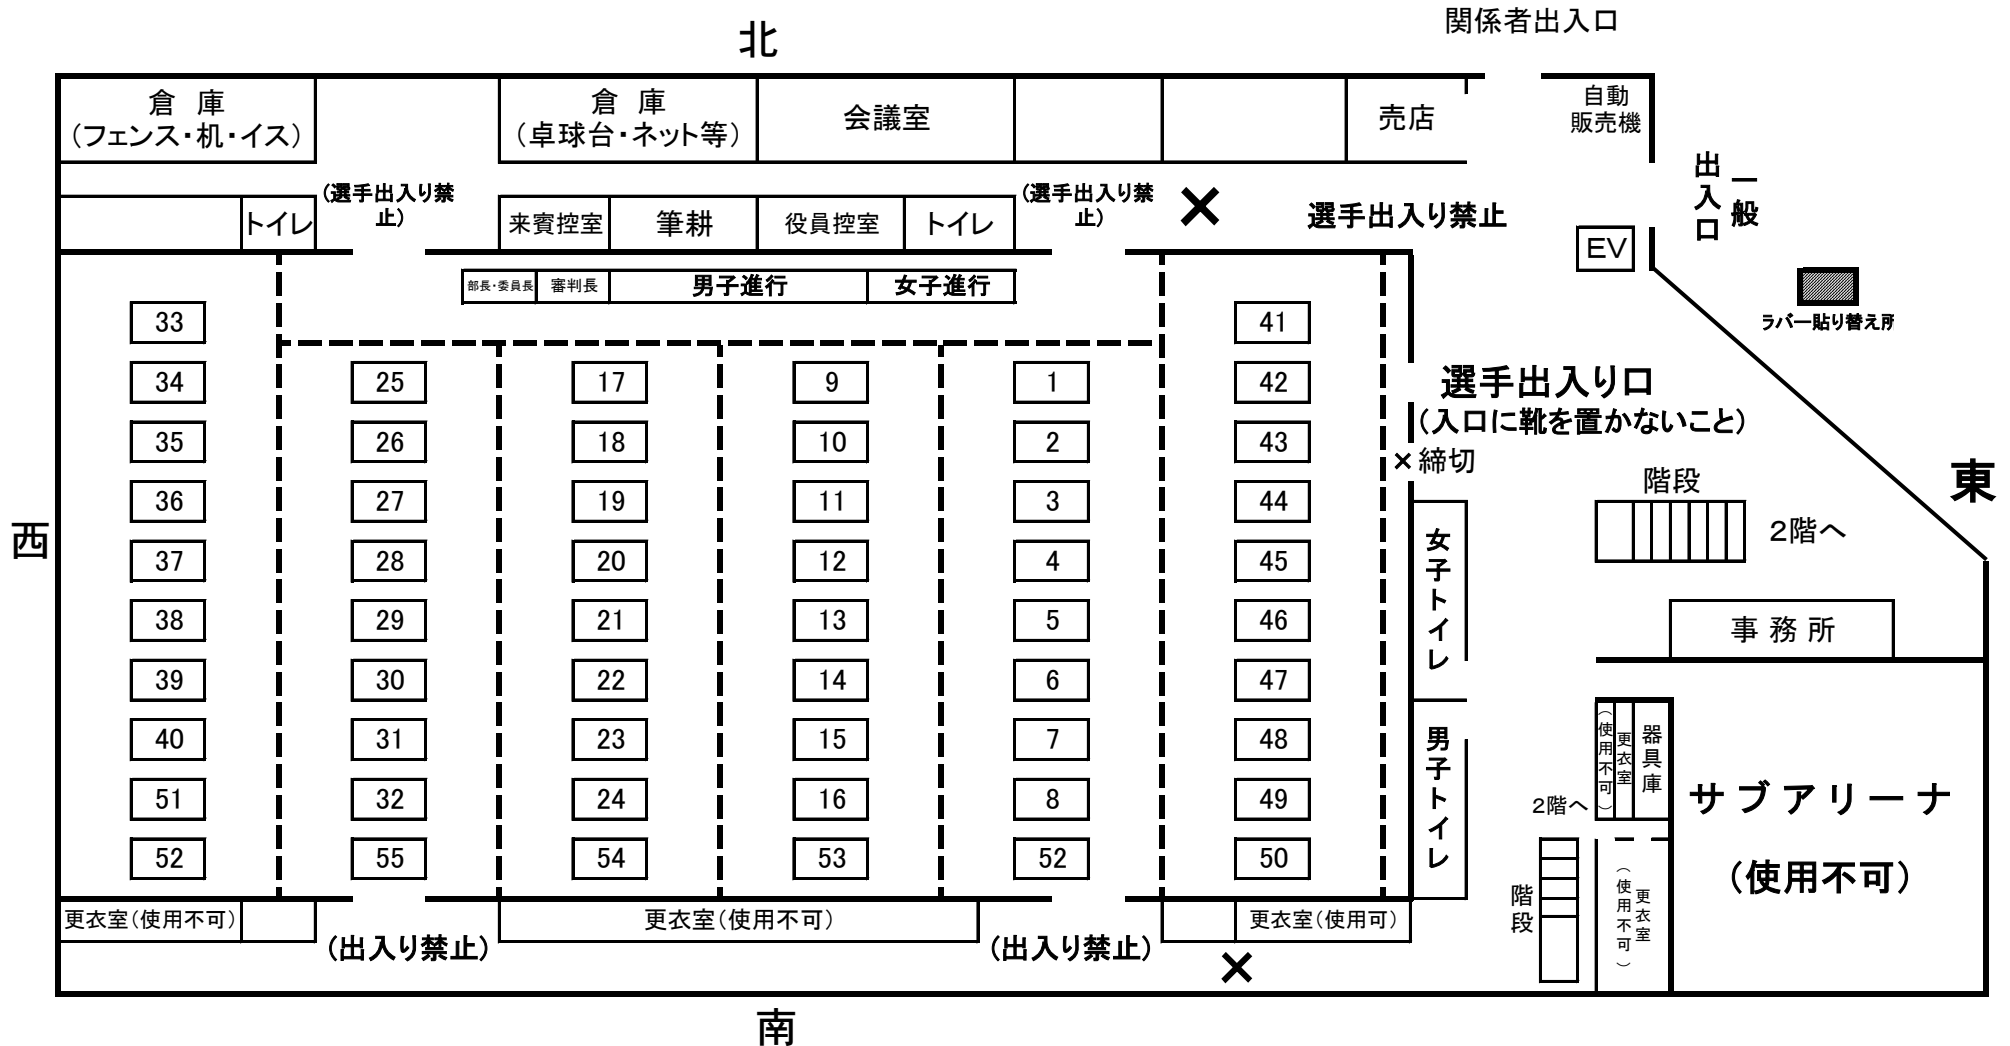 関係者出入口
北
倉 庫
(フェンス・机・イス)
倉 庫
(卓球台・ネット等)
会議室
売店
自動
販売機
一般
出入口
トイレ
(選手出入り禁
止)
来賓控室
筆耕
役員控室
トイレ
(選手出入り禁
止)
×
選手出入り禁止
EV
部長・委員長
審判長
男子進行
女子進行
ラバー貼り替え所
33
41
34
25
17
9
1
42
選手出入り口
(入口に靴を置かないこと)
35
26
18
10
2
43
×締切
東
36
27
19
11
3
44
階段
2階へ
西
37
28
20
12
4
45
女子トイレ
38
29
21
13
5
46
事務所
39
30
22
14
6
47
40
31
23
15
7
48
男子トイレ
器具庫
更衣室
(使用不可)
51
32
24
16
8
49
2階へ
サブアリーナ
(使用不可)
52
55
54
53
52
50
階段
更衣室
(使用不可)
更衣室(使用不可)
更衣室(使用不可)
更衣室(使用可)
(出入り禁止)
(出入り禁止)
×
南